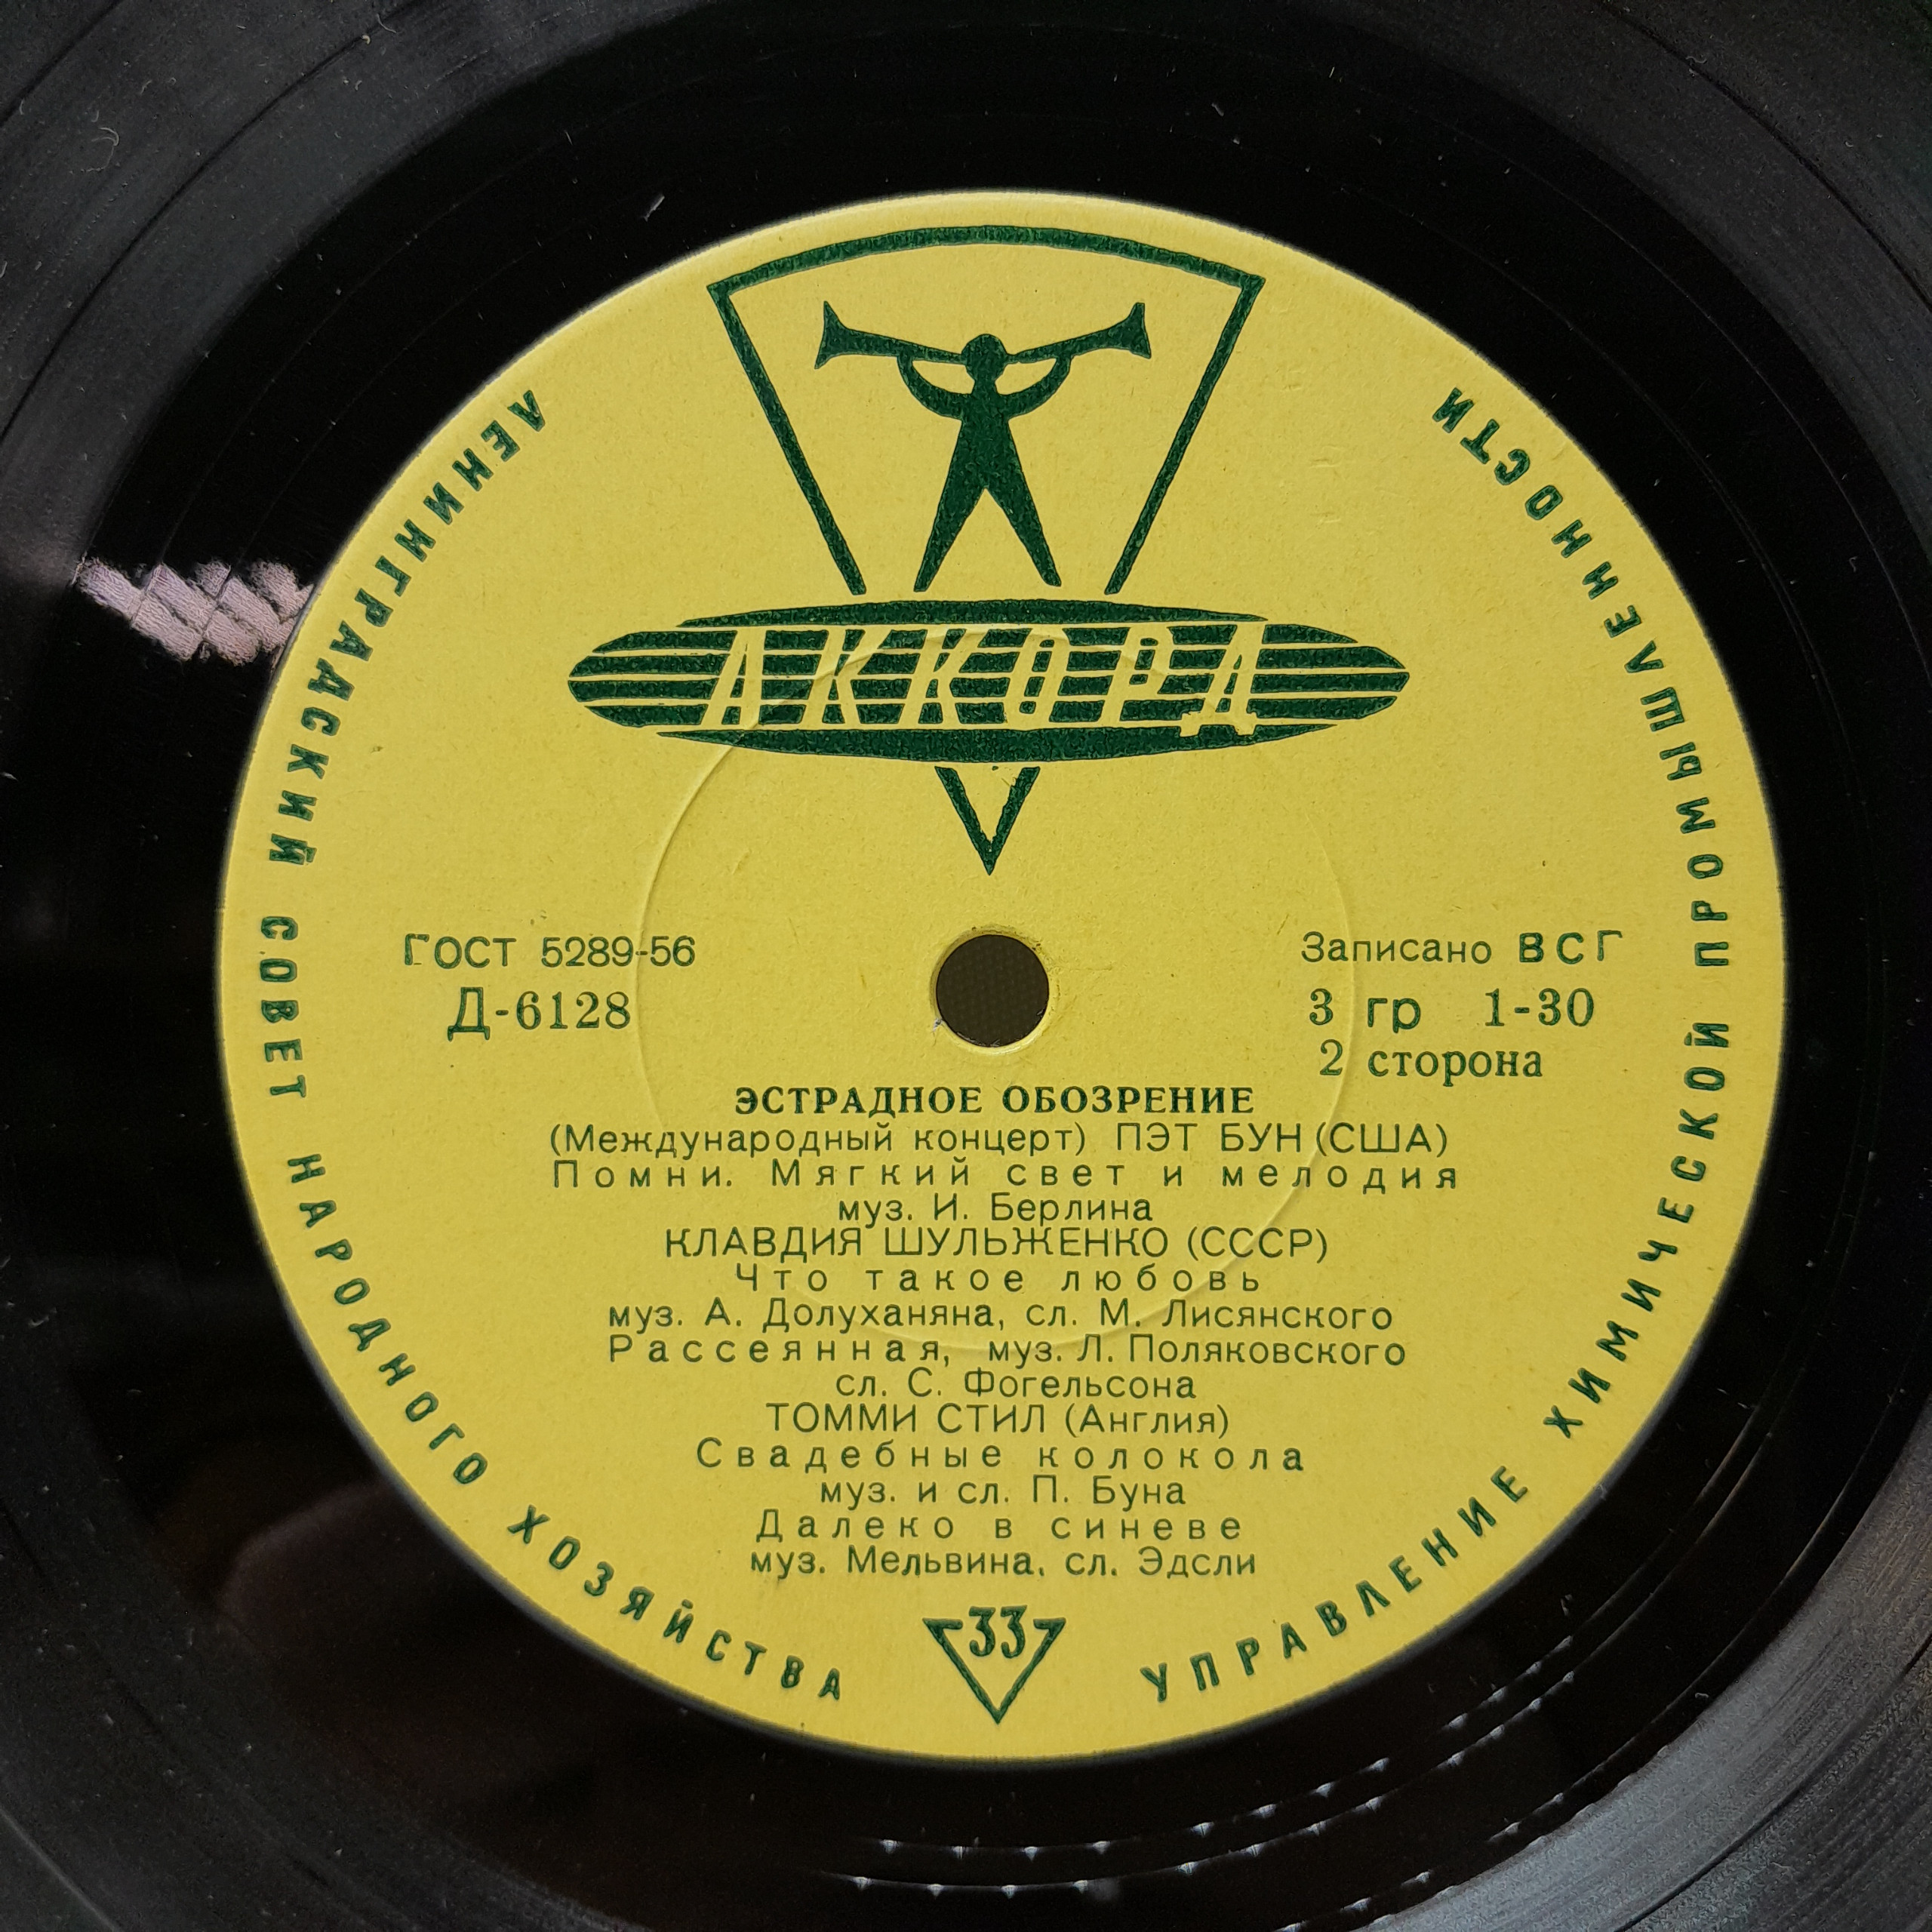 АККОРД
ЛЕНИНГРАДСКИЙ СОВЕТ НАРОДНОГО ХОЗЯЙСТВА
УПРАВЛЕНИЕ ХИМИЧЕСКОЙ ПРОМЫШЛЕННОСТИ
ГОСТ 5289-56
Д-6128
Записано ВСГ
3 гр 1-30
2 сторона
ЭСТРАДНОЕ ОБОЗРЕНИЕ
(Международный концерт) ПЭТ БУН (США)
Помни. Мягкий свет и мелодия
муз. И. Берлина
КЛАВДИЯ ШУЛЬЖЕНКО (СССР)
Что такое любовь
муз. А. Долуханяна, сл. М. Лисянского
Рассеянная, муз. Л. Поляковского
сл. С. Фогельсона
ТОММИ СТИЛ (Англия)
Свадебные колокола
муз. и сл. П. Буна
Далеко в синеве
муз. Мельвина, сл. Эдсли
33